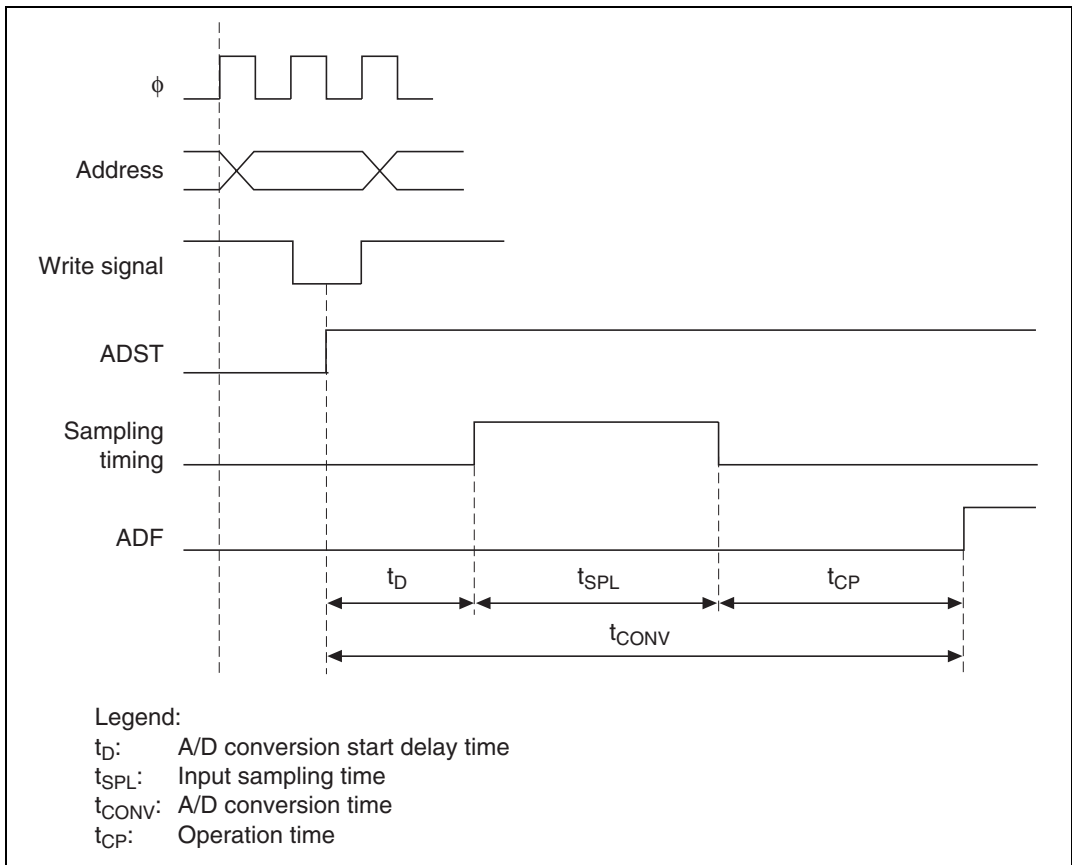 ϕ
Address
Write signal
ADST
Sampling
timing
ADF
tD
tSPL
tCP
tCONV
Legend:
tD: A/D conversion start delay time
tSPL: Input sampling time
tCONV: A/D conversion time
tCP: Operation time